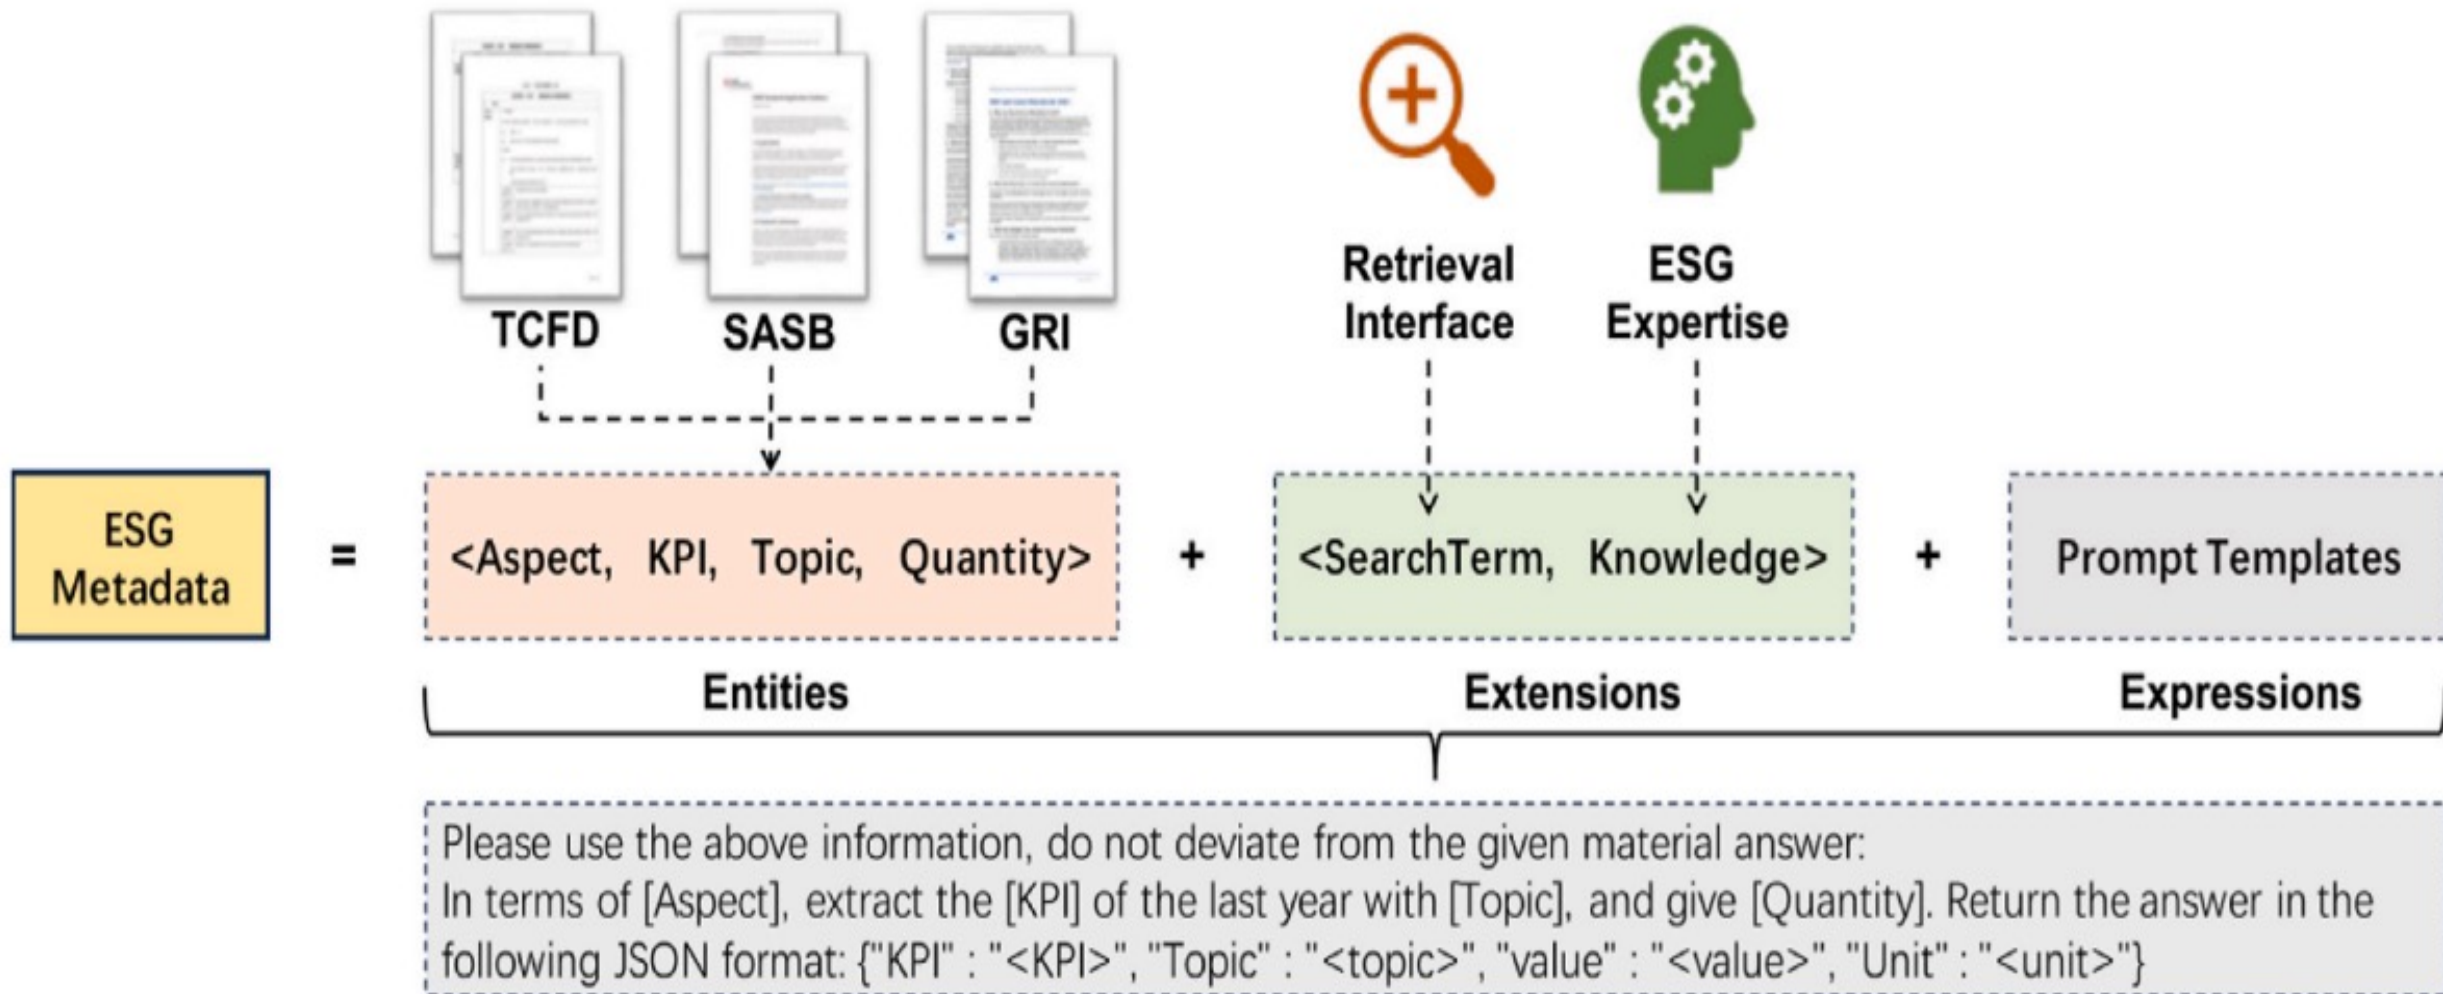 TCFD
SASB
GRI
Retrieval
Interface
ESG
Expertise
ESG
Metadata
=
<Aspect, KPI, Topic, Quantity>
+
<SearchTerm, Knowledge>
+
Prompt Templates
Entities
Extensions
Expressions
Please use the above information, do not deviate from the given material answer:
In terms of [Aspect], extract the [KPI] of the last year with [Topic], and give [Quantity]. Return the answer in the
following JSON format: {"KPI" : "<KPI>", "Topic" : "<topic>", "value" : "<value>", "Unit" : "<unit>"}